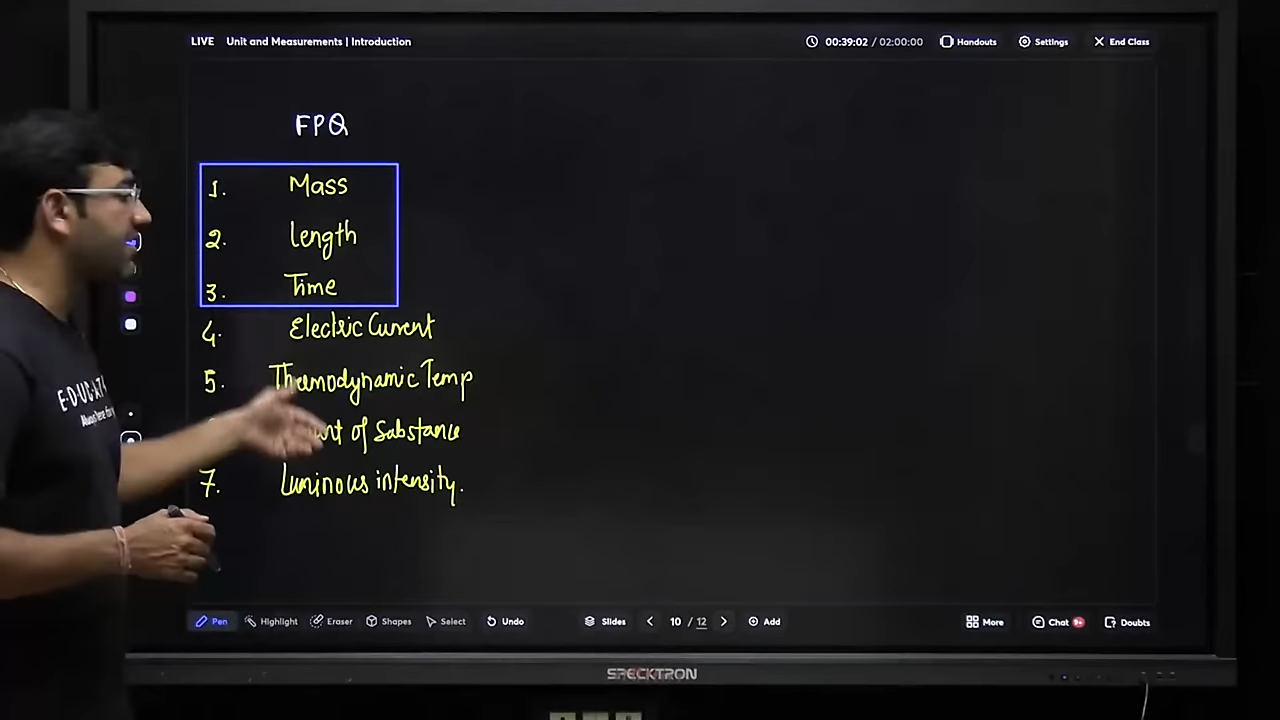 LIVE Unit and Measurements | Introduction 00:39:02 / 02:00:00 Handouts Settings End Class
FPQ
1. Mass
2. Length
3. Time
4. Electric Current
5. Thermodynamic Temp
of Substance
7. Luminous intensity.
Pen Highlight Eraser Shapes Select Undo Slides 10 / 12 Add More Chat 9+ Doubts
SPECKTRON